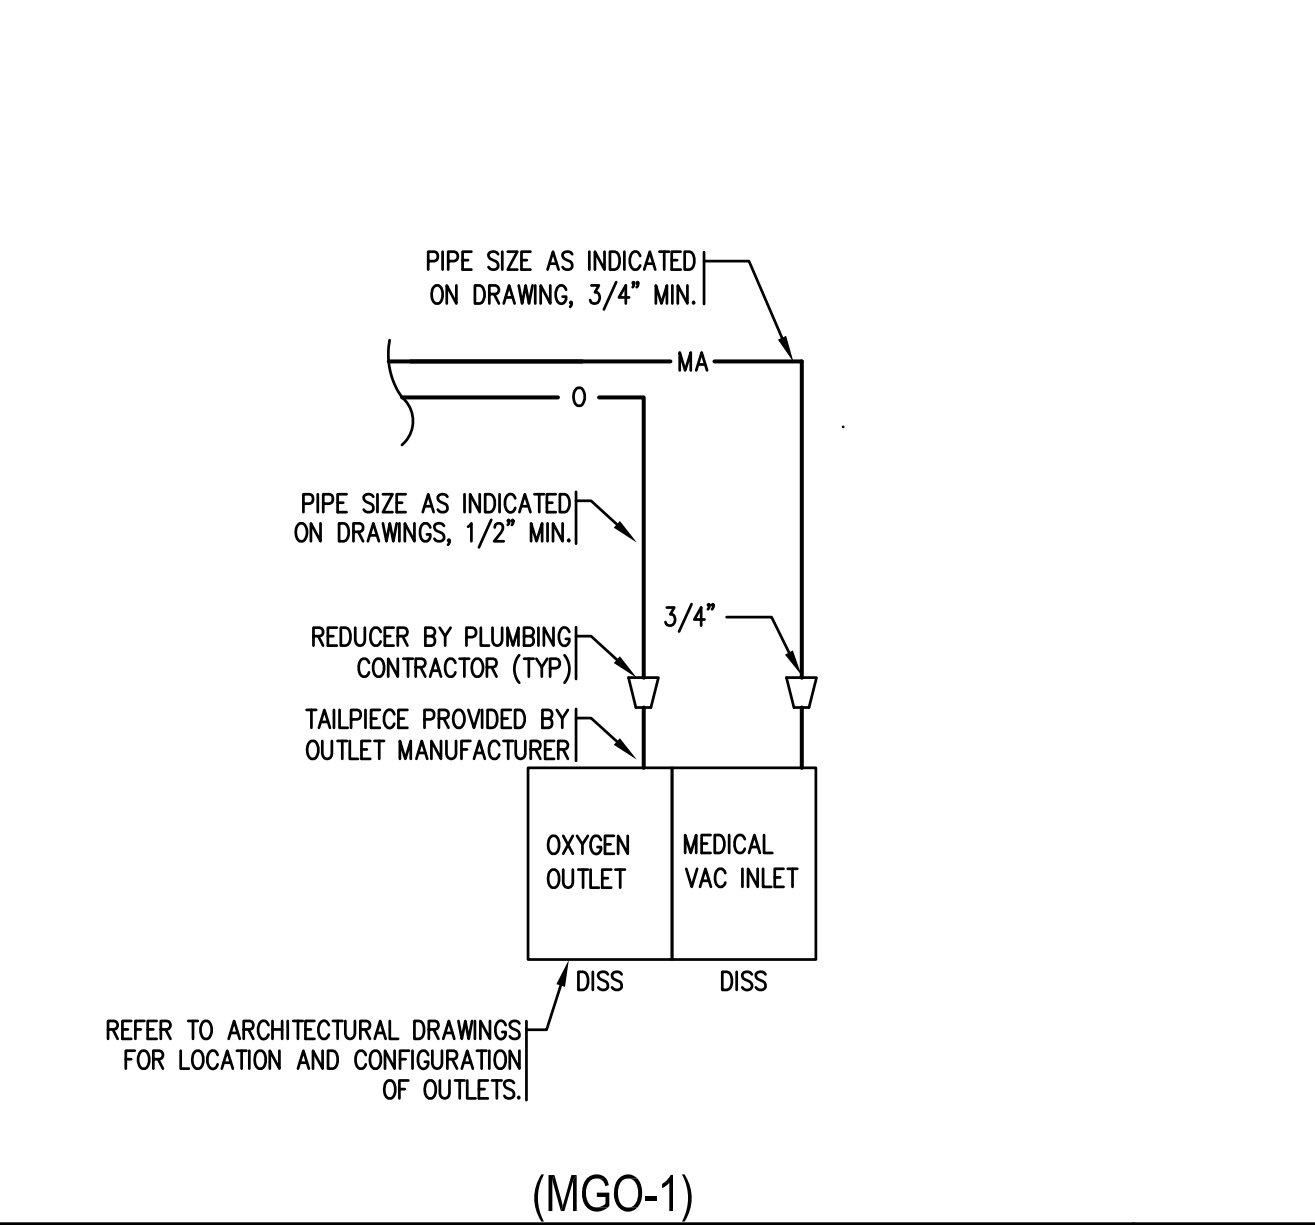 PIPE SIZE AS INDICATED
ON DRAWING, 3/4" MIN.
MA
O
PIPE SIZE AS INDICATED
ON DRAWINGS, 1/2" MIN.
3/4"
REDUCER BY PLUMBING
CONTRACTOR (TYP)
TAILPIECE PROVIDED BY
OUTLET MANUFACTURER
OXYGEN
OUTLET
MEDICAL
VAC INLET
DISS
DISS
REFER TO ARCHITECTURAL DRAWINGS
FOR LOCATION AND CONFIGURATION
OF OUTLETS.
(MGO-1)